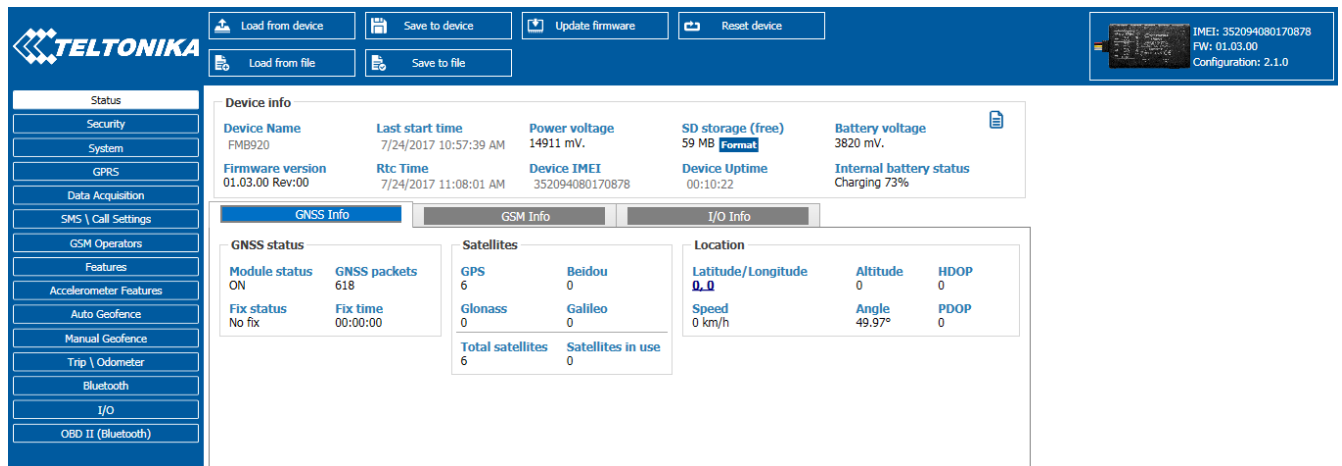 TELTONIKA
Load from device
Save to device
Update firmware
Reset device
Load from file
Save to file
IMEI: 352094080170878
FW: 01.03.00
Configuration: 2.1.0
Status
Security
System
GPRS
Data Acquisition
SMS \ Call Settings
GSM Operators
Features
Accelerometer Features
Auto Geofence
Manual Geofence
Trip \ Odometer
Bluetooth
I/O
OBD II (Bluetooth)
Device info
Device Name
FMB920
Last start time
7/24/2017 10:57:39 AM
Power voltage
14911 mV.
SD storage (free)
59 MB Format
Battery voltage
3820 mV.
Firmware version
01.03.00 Rev:00
Rtc Time
7/24/2017 11:08:01 AM
Device IMEI
352094080170878
Device Uptime
00:10:22
Internal battery status
Charging 73%
GNSS Info
GSM Info
I/O Info
GNSS status
Module status
ON
GNSS packets
618
Fix status
No fix
Fix time
00:00:00
Satellites
GPS
6
Beidou
0
Glonass
0
Galileo
0
Total satellites
6
Satellites in use
0
Location
Latitude/Longitude
0, 0
Altitude
0
HDOP
0
Speed
0 km/h
Angle
49.97°
PDOP
0